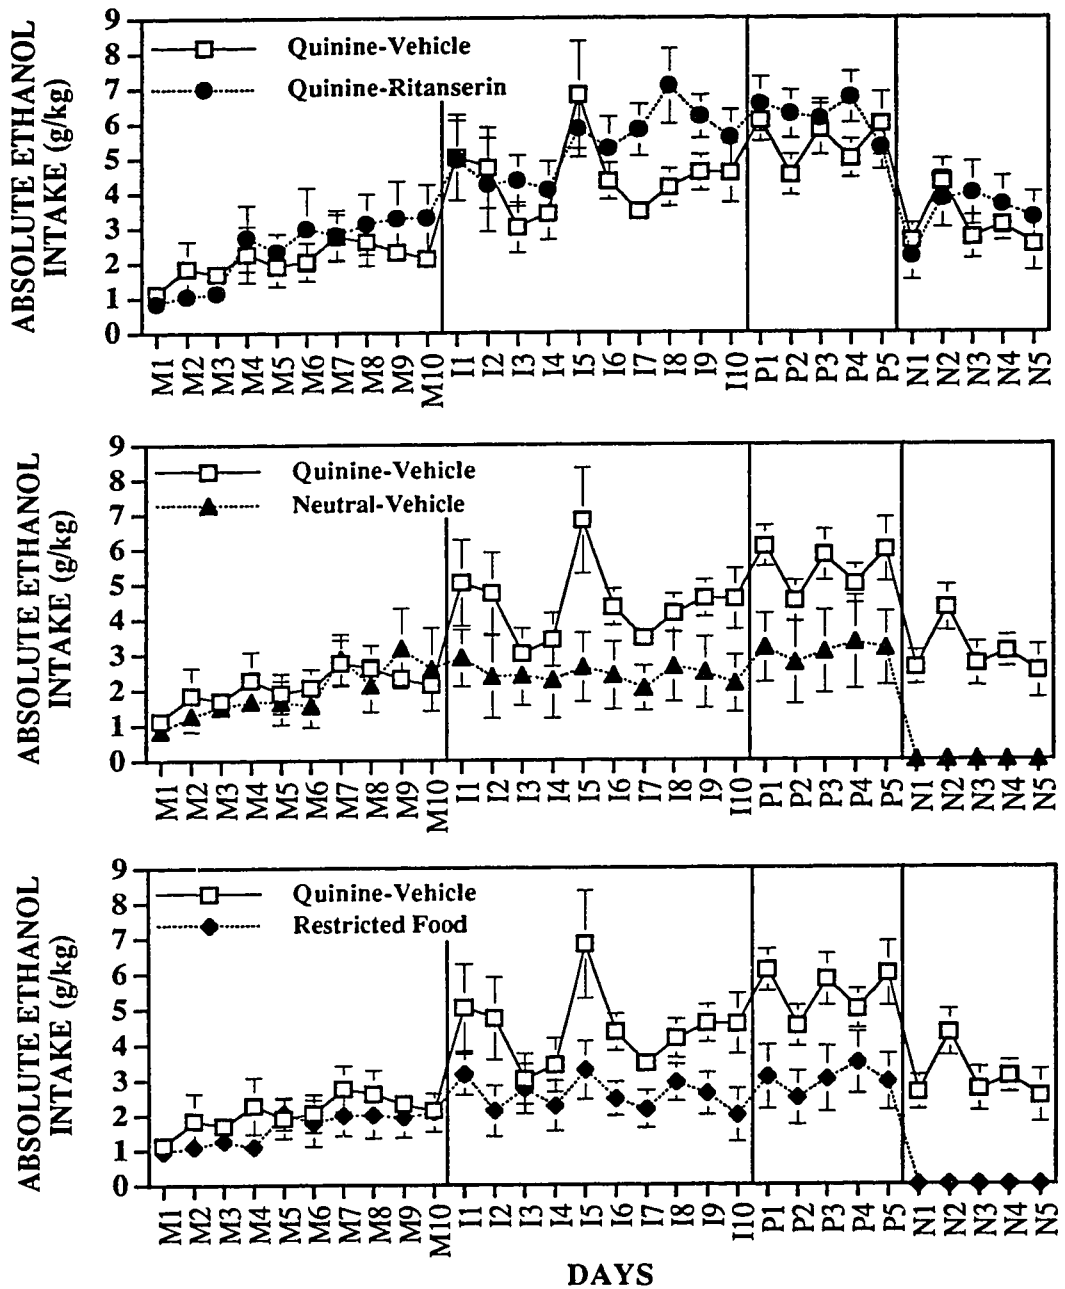 ABSOLUTE ETHANOL
INTAKE (g/kg)
9
8
7
6
5
4
3
2
1
0
Quinine-Vehicle
Quinine-Ritanserin
M1 M2 M3 M4 M5 M6 M7 M8 M9 M10 I1 I2 I3 I4 I5 I6 I7 I8 I9 I10 P1 P2 P3 P4 P5 N1 N2 N3 N4 N5
ABSOLUTE ETHANOL
INTAKE (g/kg)
9
8
7
6
5
4
3
2
1
0
Quinine-Vehicle
Neutral-Vehicle
M1 M2 M3 M4 M5 M6 M7 M8 M9 M10 I1 I2 I3 I4 I5 I6 I7 I8 I9 I10 P1 P2 P3 P4 P5 N1 N2 N3 N4 N5
ABSOLUTE ETHANOL
INTAKE (g/kg)
9
8
7
6
5
4
3
2
1
0
Quinine-Vehicle
Restricted Food
M1 M2 M3 M4 M5 M6 M7 M8 M9 M10 I1 I2 I3 I4 I5 I6 I7 I8 I9 I10 P1 P2 P3 P4 P5 N1 N2 N3 N4 N5
DAYS